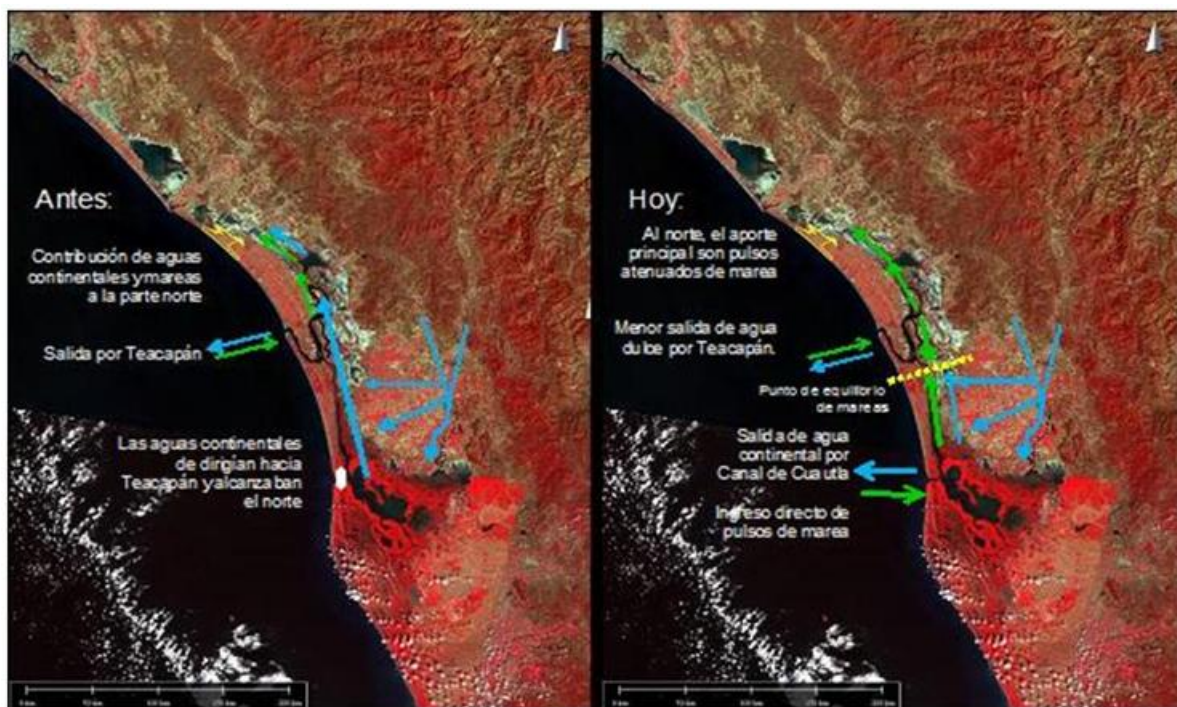 Antes:
Contribución de aguas
continentales y mareas
a la parte norte
Salida por Teacapán
Las aguas continentales
de dirigían hacia
Teacapán y alcanzaban
el norte
Hoy:
Al norte, el aporte
principal son pulsos
atenuados de marea
Menor salida de agua
dulce por Teacapán.
Punto de equilibrio
de mareas
Salida de agua
continental por
Canal de Cuautla
Ingreso directo de
pulsos de marea